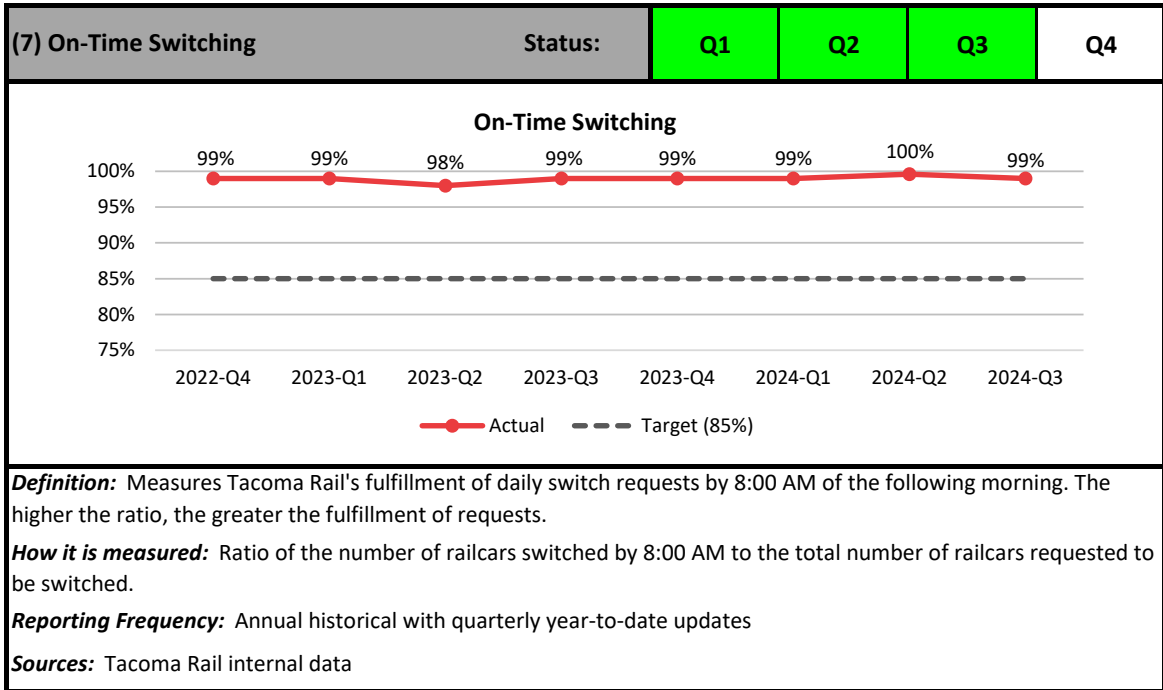 (7) On-Time Switching Status: Q1 Q2 Q3 Q4
On-Time Switching
99% 99% 98% 99% 99% 99% 100% 99%
100%
95%
90%
85%
80%
75%
2022-Q4 2023-Q1 2023-Q2 2023-Q3 2023-Q4 2024-Q1 2024-Q2 2024-Q3
Actual Target (85%)
Definition: Measures Tacoma Rail's fulfillment of daily switch requests by 8:00 AM of the following morning. The
higher the ratio, the greater the fulfillment of requests.
How it is measured: Ratio of the number of railcars switched by 8:00 AM to the total number of railcars requested to
be switched.
Reporting Frequency: Annual historical with quarterly year-to-date updates
Sources: Tacoma Rail internal data